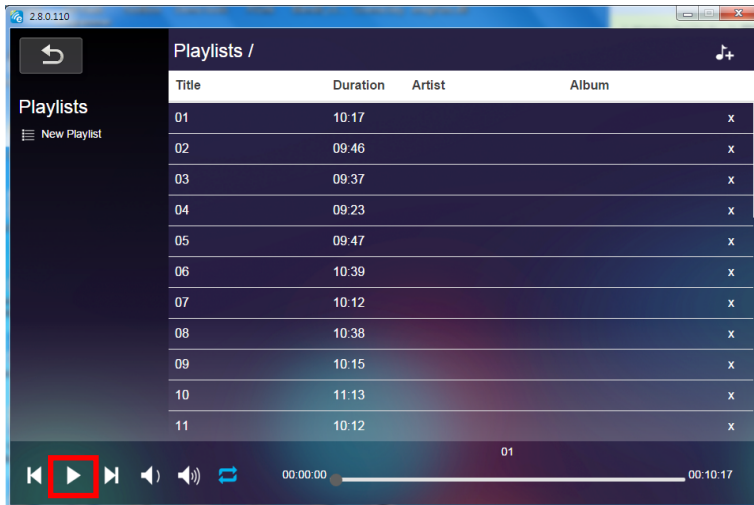 2.8.0.110
Playlists /
Playlists
New Playlist
Title Duration Artist Album
01 10:17 x
02 09:46 x
03 09:37 x
04 09:23 x
05 09:47 x
06 10:39 x
07 10:12 x
08 10:38 x
09 10:15 x
10 11:13 x
11 10:12 x
01
00:00:00 00:10:17